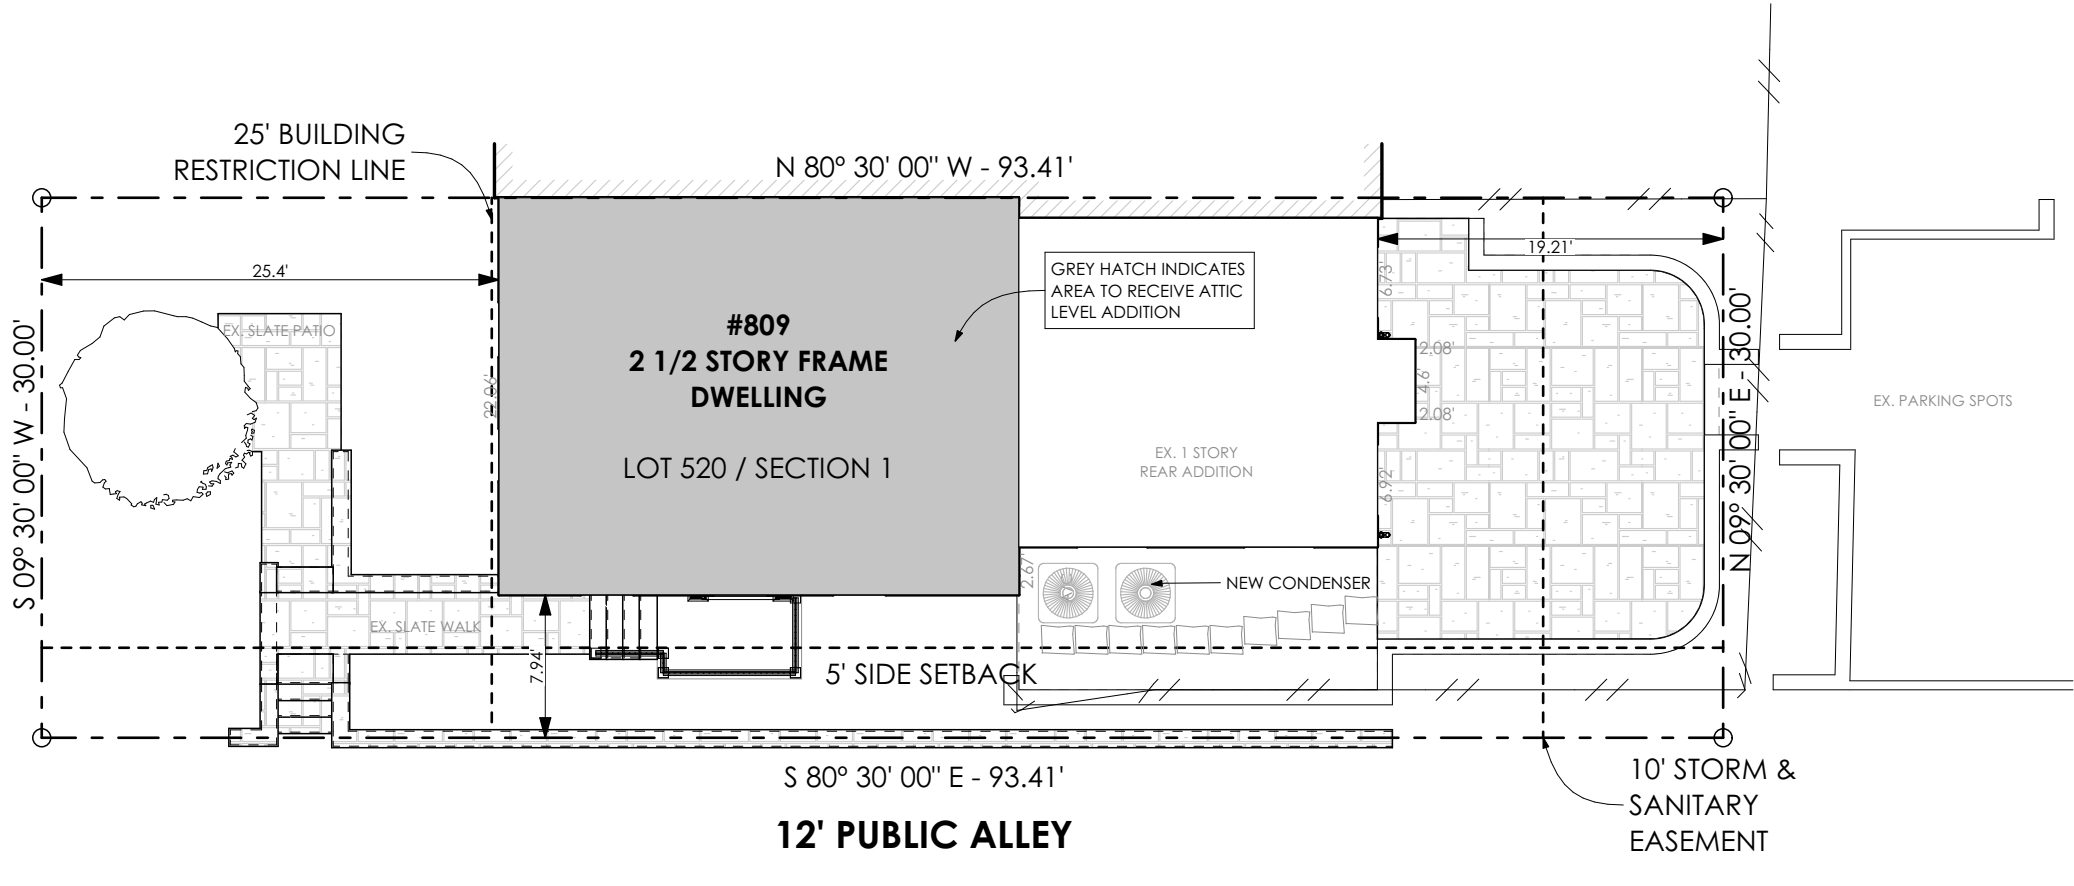 25' BUILDING
RESTRICTION LINE
N 80° 30' 00" W - 93.41'
25.4'
19.21'
GREY HATCH INDICATES
AREA TO RECEIVE ATTIC
LEVEL ADDITION
6.73'
#809
2 1/2 STORY FRAME
DWELLING
LOT 520 / SECTION 1
EX. SLATE PATIO
S 09° 30' 00" W - 30.00'
22.06'
2.08'
4.6'
2.08'
N 09° 30' 00" E - 30.00'
EX. PARKING SPOTS
EX. 1 STORY
REAR ADDITION
6.92'
2.67'
NEW CONDENSER
EX. SLATE WALK
7.94'
5' SIDE SETBACK
S 80° 30' 00" E - 93.41'
12' PUBLIC ALLEY
10' STORM &
SANITARY
EASEMENT